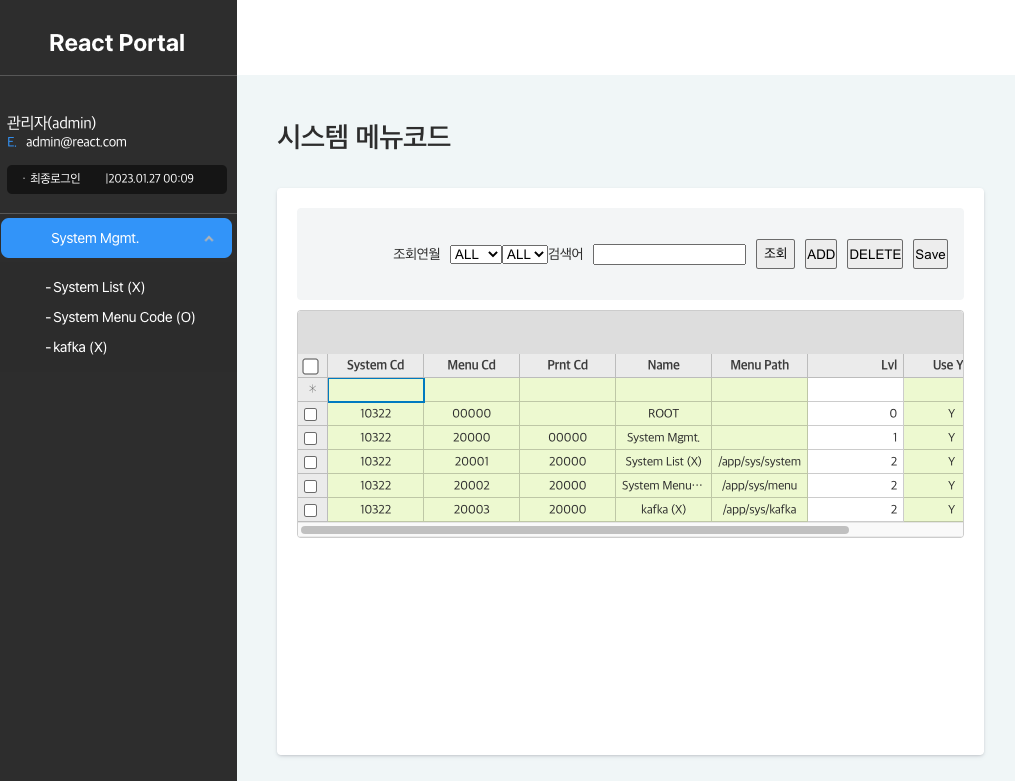 React Portal
관리자(admin)
E. admin@react.com
· 최종로그인 |2023.01.27 00:09
System Mgmt.
- System List (X)
- System Menu Code (O)
- kafka (X)
시스템 메뉴코드
조회연월 ALL ALL 검색어 조회 ADD DELETE Save
System Cd Menu Cd Prnt Cd Name Menu Path Lvl Use Y
*
10322 00000 ROOT 0 Y
10322 20000 00000 System Mgmt. 1 Y
10322 20001 20000 System List (X) /app/sys/system 2 Y
10322 20002 20000 System Menu… /app/sys/menu 2 Y
10322 20003 20000 kafka (X) /app/sys/kafka 2 Y